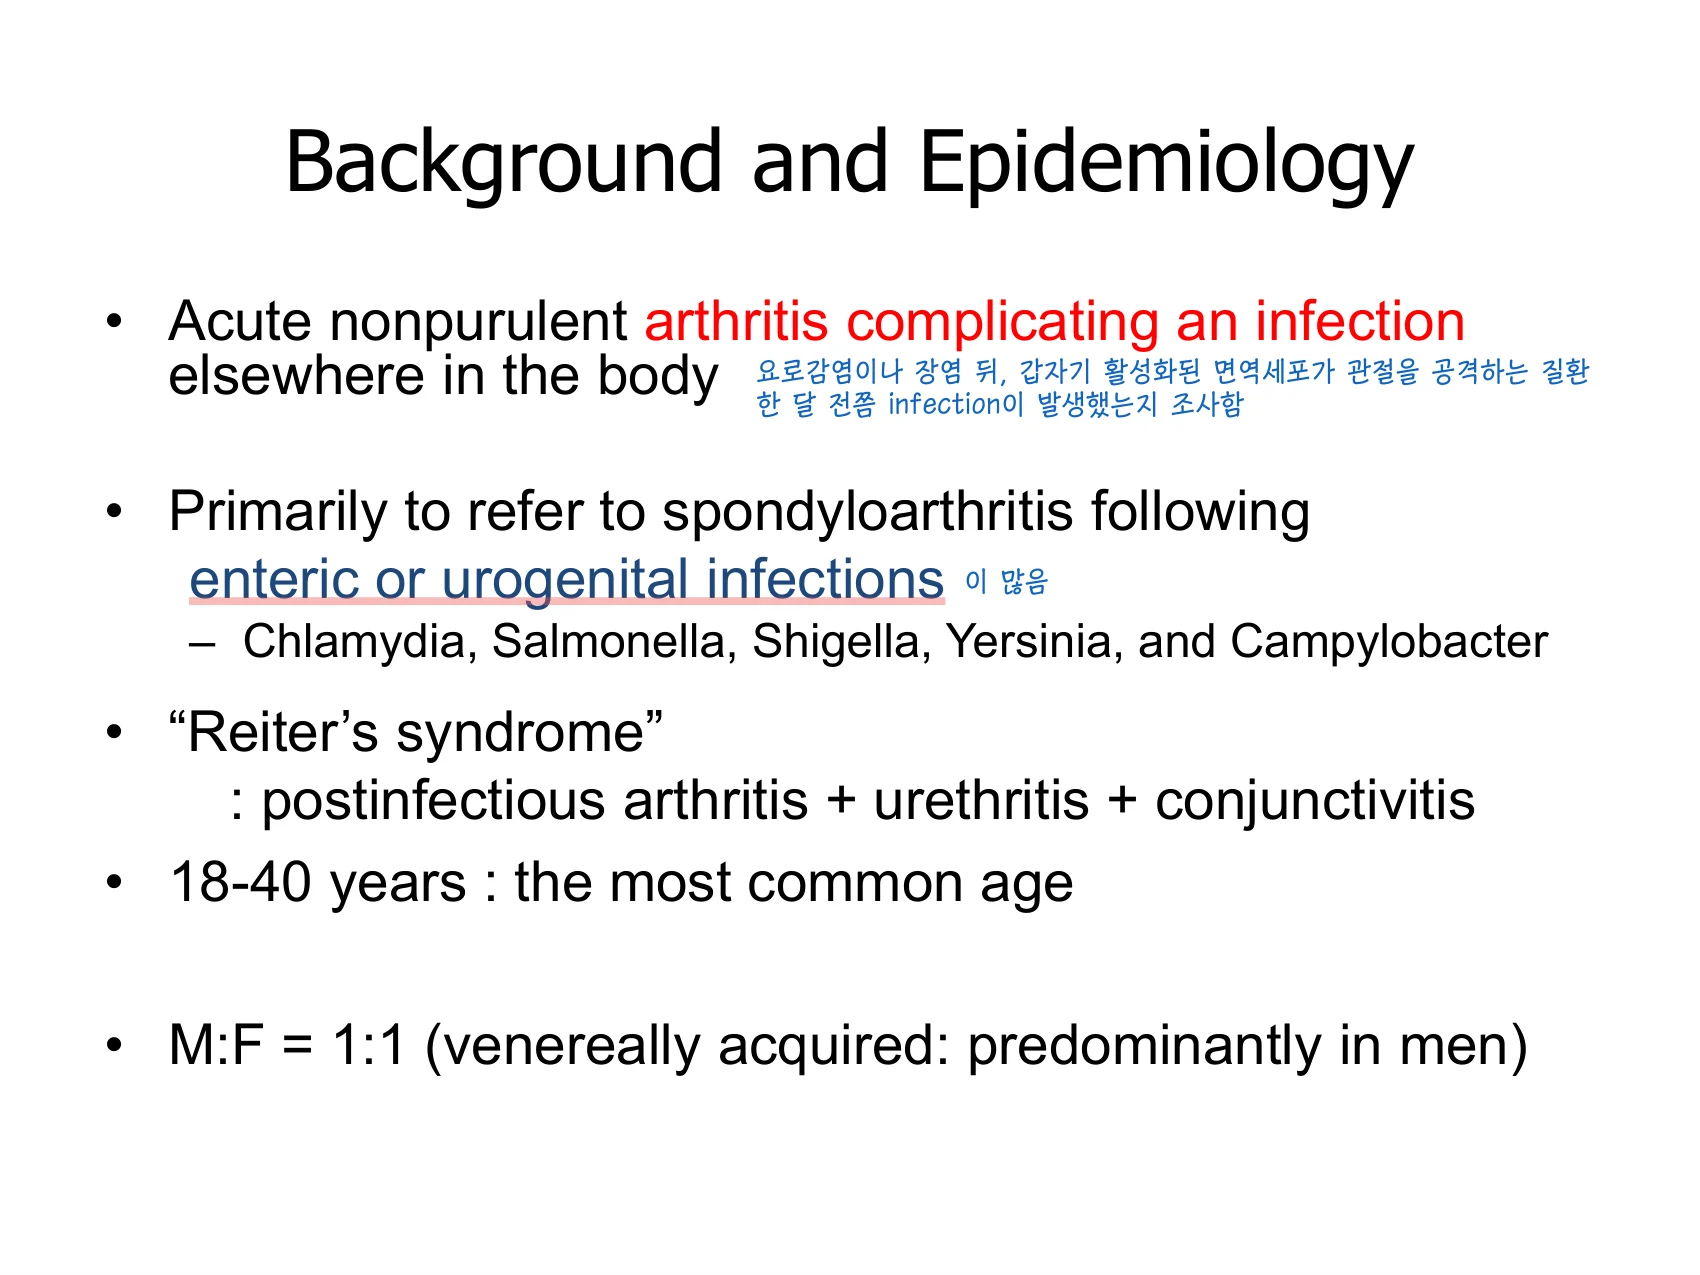 Background and Epidemiology
• Acute nonpurulent arthritis complicating an infection
elsewhere in the body
요로감염이나 장염 뒤, 갑자기 활성화된 면역세포가 관절을 공격하는 질환
한 달 전쯤 infection이 발생했는지 조사함
• Primarily to refer to spondyloarthritis following
enteric or urogenital infections 이 많음
– Chlamydia, Salmonella, Shigella, Yersinia, and Campylobacter
• “Reiter’s syndrome”
: postinfectious arthritis + urethritis + conjunctivitis
• 18-40 years : the most common age
• M:F = 1:1 (venereally acquired: predominantly in men)